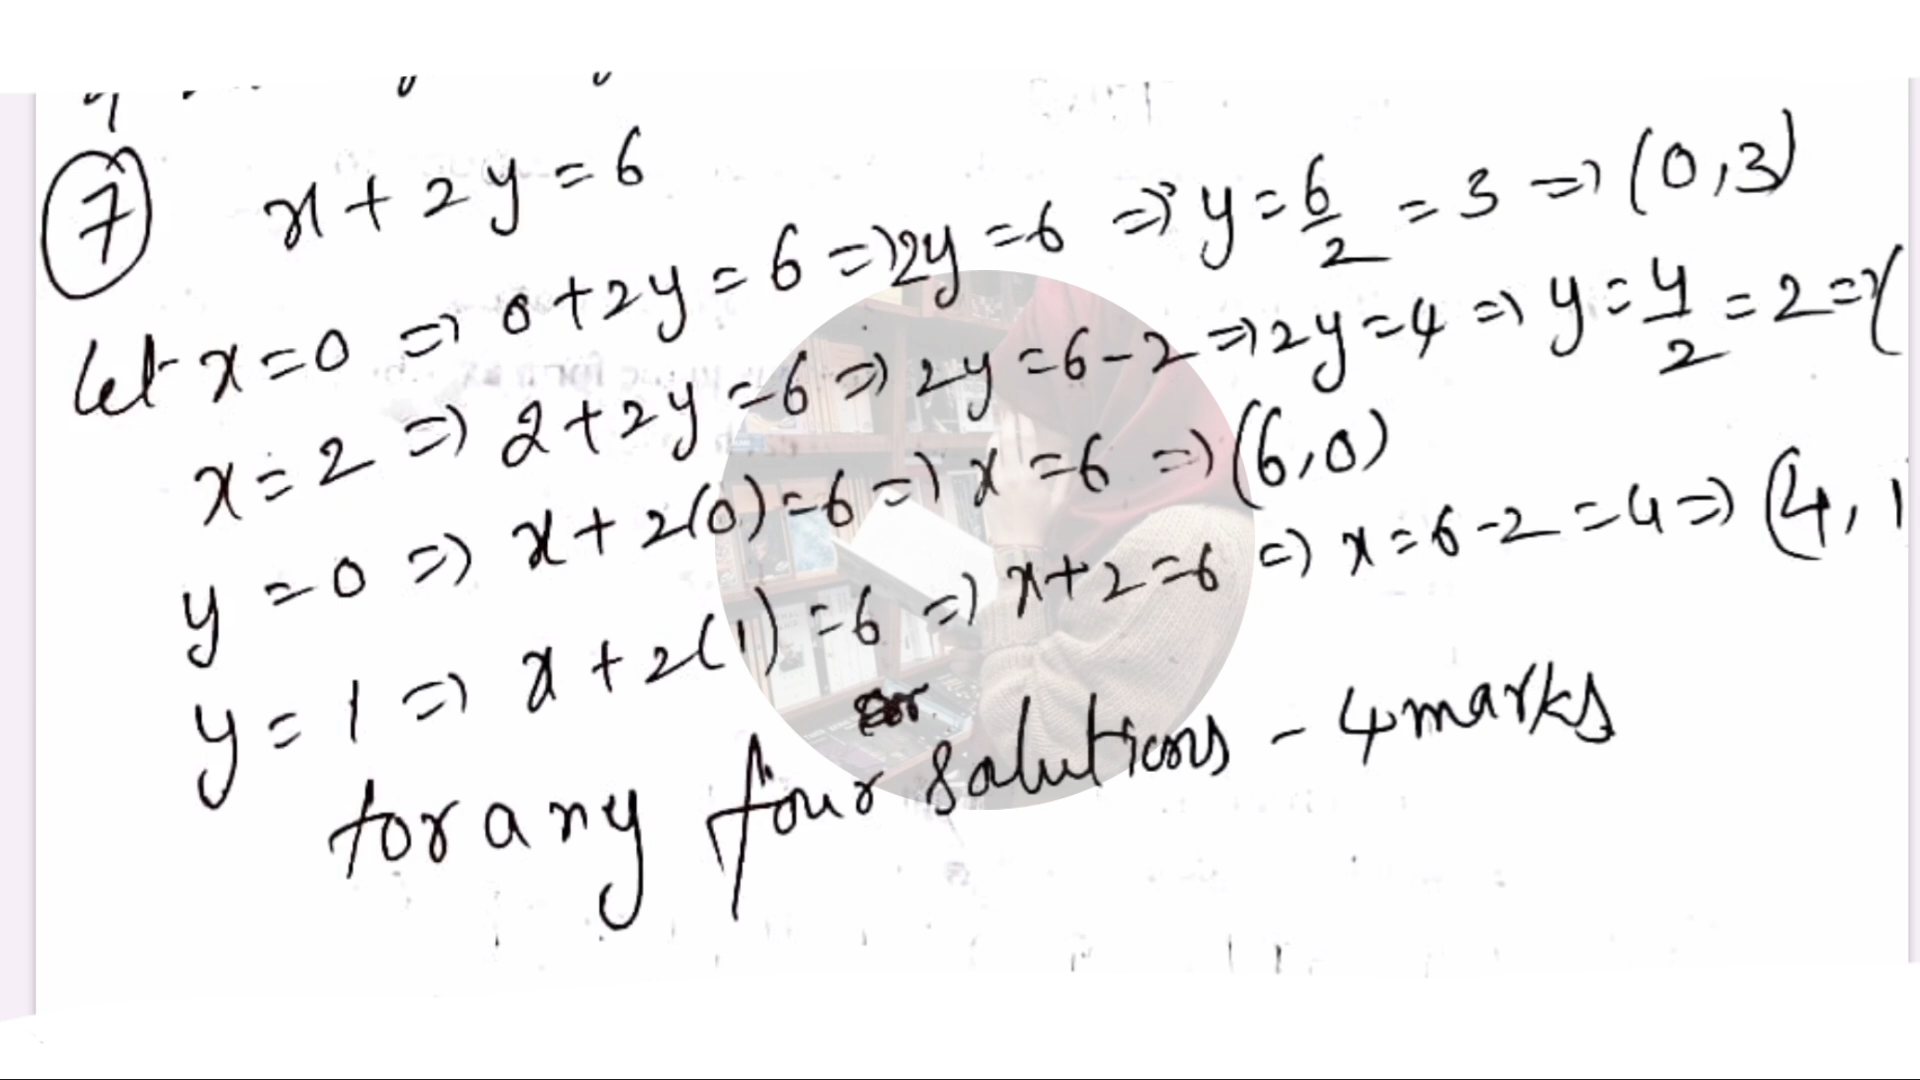 7 x + 2y = 6
Let x = 0 => 0 + 2y = 6 => 2y = 6 => y = 6/2 = 3 => (0,3)
x = 2 => 2 + 2y = 6 => 2y = 6 - 2 => 2y = 4 => y = 4/2 = 2 => (
y = 0 => x + 2(0) = 6 => x = 6 => (6,0)
y = 1 => x + 2(1) = 6 => x + 2 = 6 => x = 6 - 2 = 4 => (4, 1
for any four solutions - 4 marks